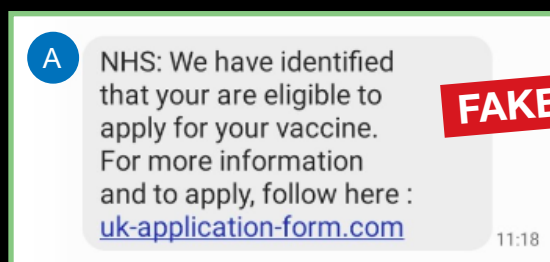 A
NHS: We have identified
that your are eligible to
apply for your vaccine.
For more information
and to apply, follow here :
uk-application-form.com
11:18
FAKE